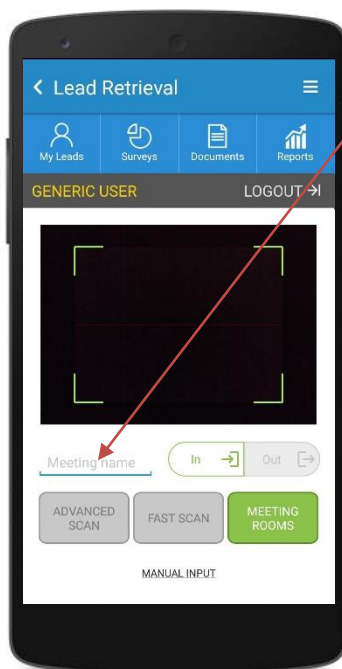 Lead Retrieval
My Leads Surveys Documents Reports
GENERIC USER LOGOUT
Meeting name In Out
ADVANCED SCAN FAST SCAN MEETING ROOMS
MANUAL INPUT